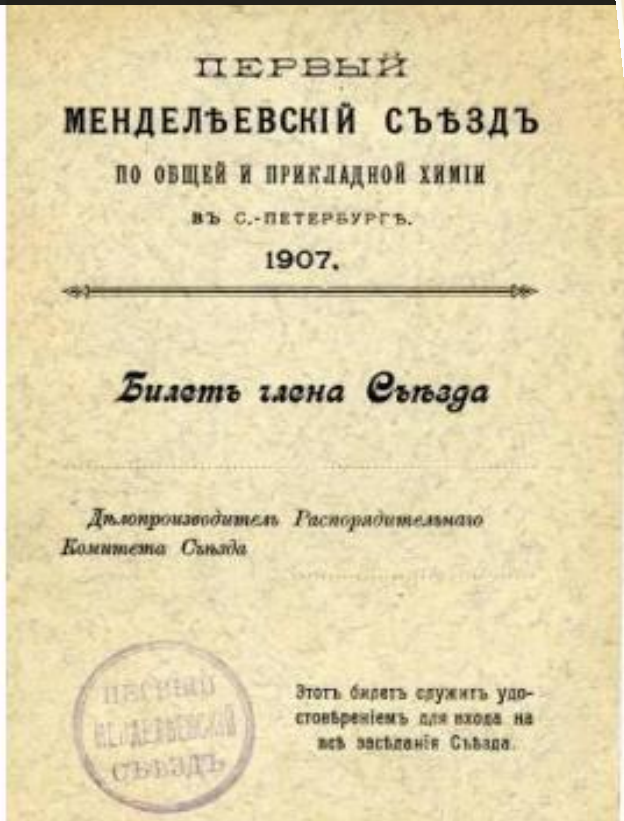 ПЕРВЫЙ
МЕНДЕЛѢЕВСКІЙ СЪѢЗДЪ
ПО ОБЩЕЙ И ПРИКЛАДНОЙ ХИМІИ
ВЪ С.-ПЕТЕРБУРГѢ.
1907.
Билетъ члена Съѣзда
Дѣлопроизводитель Распорядительнаго
Комитета Съѣзда
ПЕРВЫЙ
МЕНДЕЛѢЕВСКІЙ
СЪѢЗДЪ
Этотъ билетъ служитъ удо-
стовѣреніемъ для входа на
всѣ засѣданія Съѣзда.